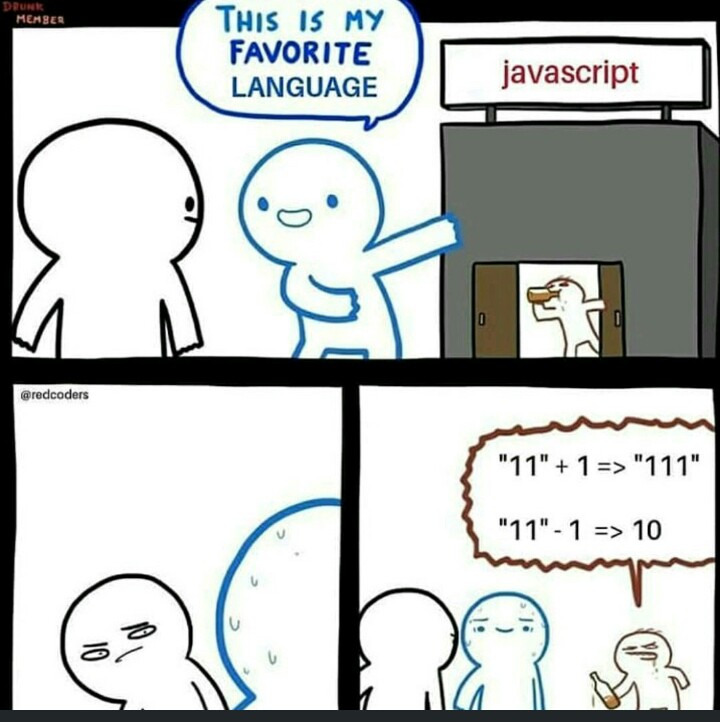 DRUNK
MEMBER
THIS IS MY
FAVORITE
LANGUAGE
javascript
@redcoders
"11" + 1 => "111"
"11" - 1 => 10